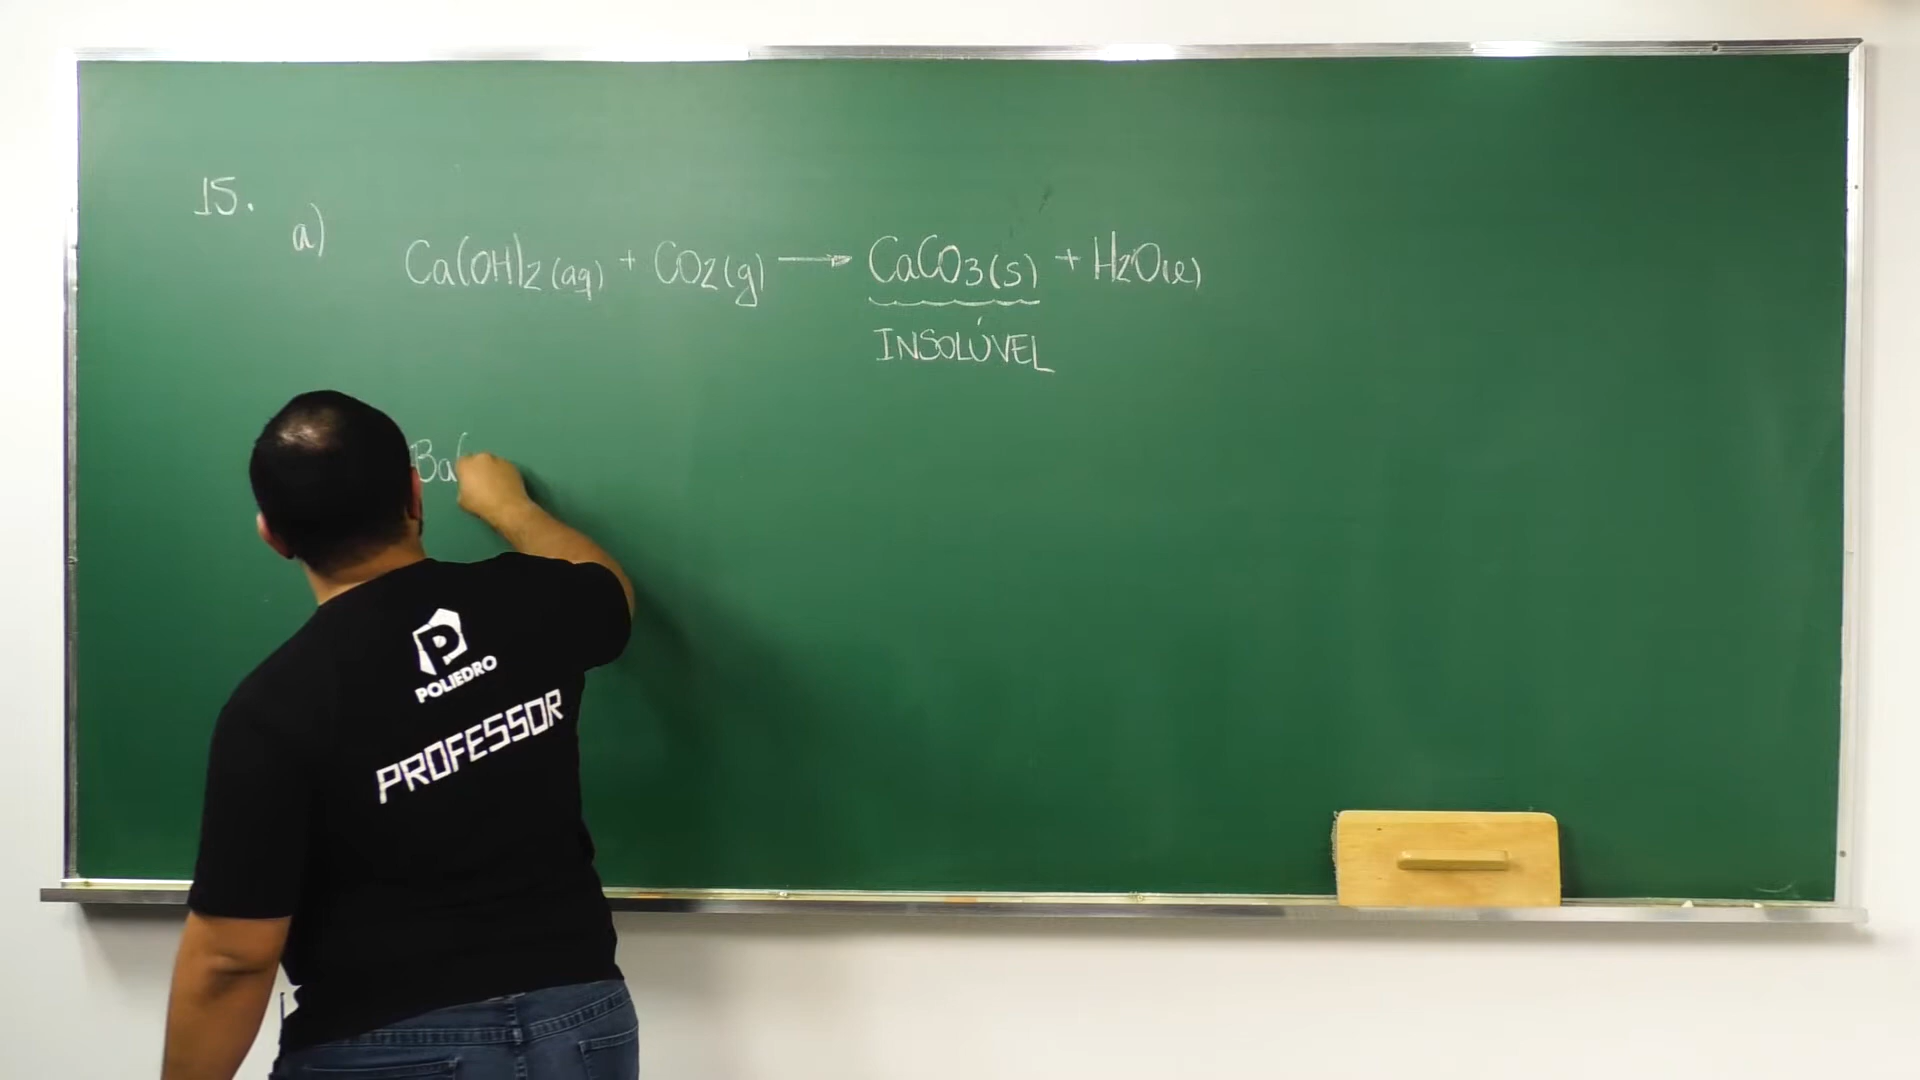 15.
a)
Ca(OH)2(aq) + CO2(g) → CaCO3(s) + H2O(l)
INSOLÚVEL
Ba(
POLIEDRO
PROFESSOR